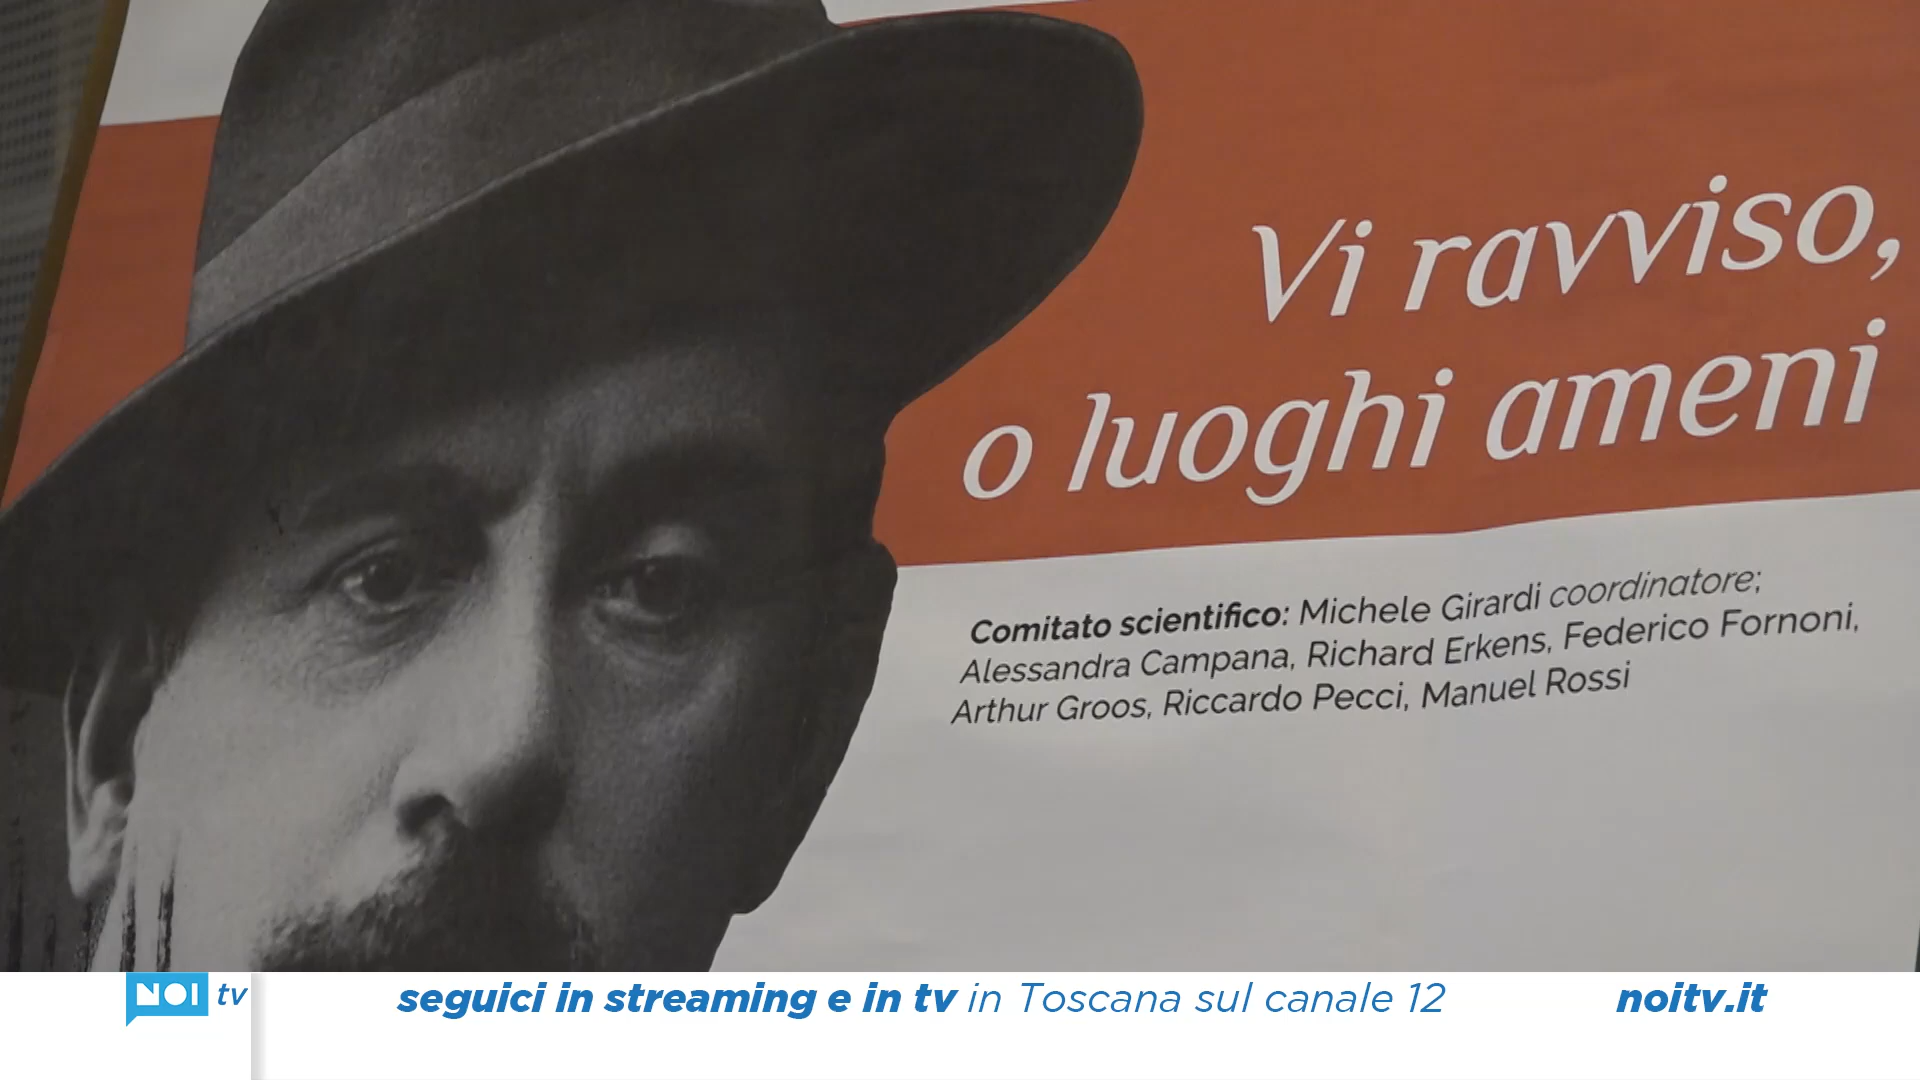 Vi ravviso,
o luoghi ameni
Comitato scientifico: Michele Girardi coordinatore;
Alessandra Campana, Richard Erkens, Federico Fornoni,
Arthur Groos, Riccardo Pecci, Manuel Rossi
NOI tv
seguici in streaming e in tv in Toscana sul canale 12
noitv.it